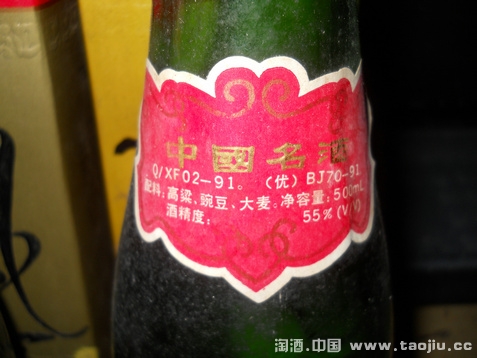 中國名酒
Q/XF02-91。(优) BJ70-91
配料:高粱、豌豆、大麦。净容量:500mL
酒精度: 55%(V/V)
淘酒.中国 www.taojiu.cc